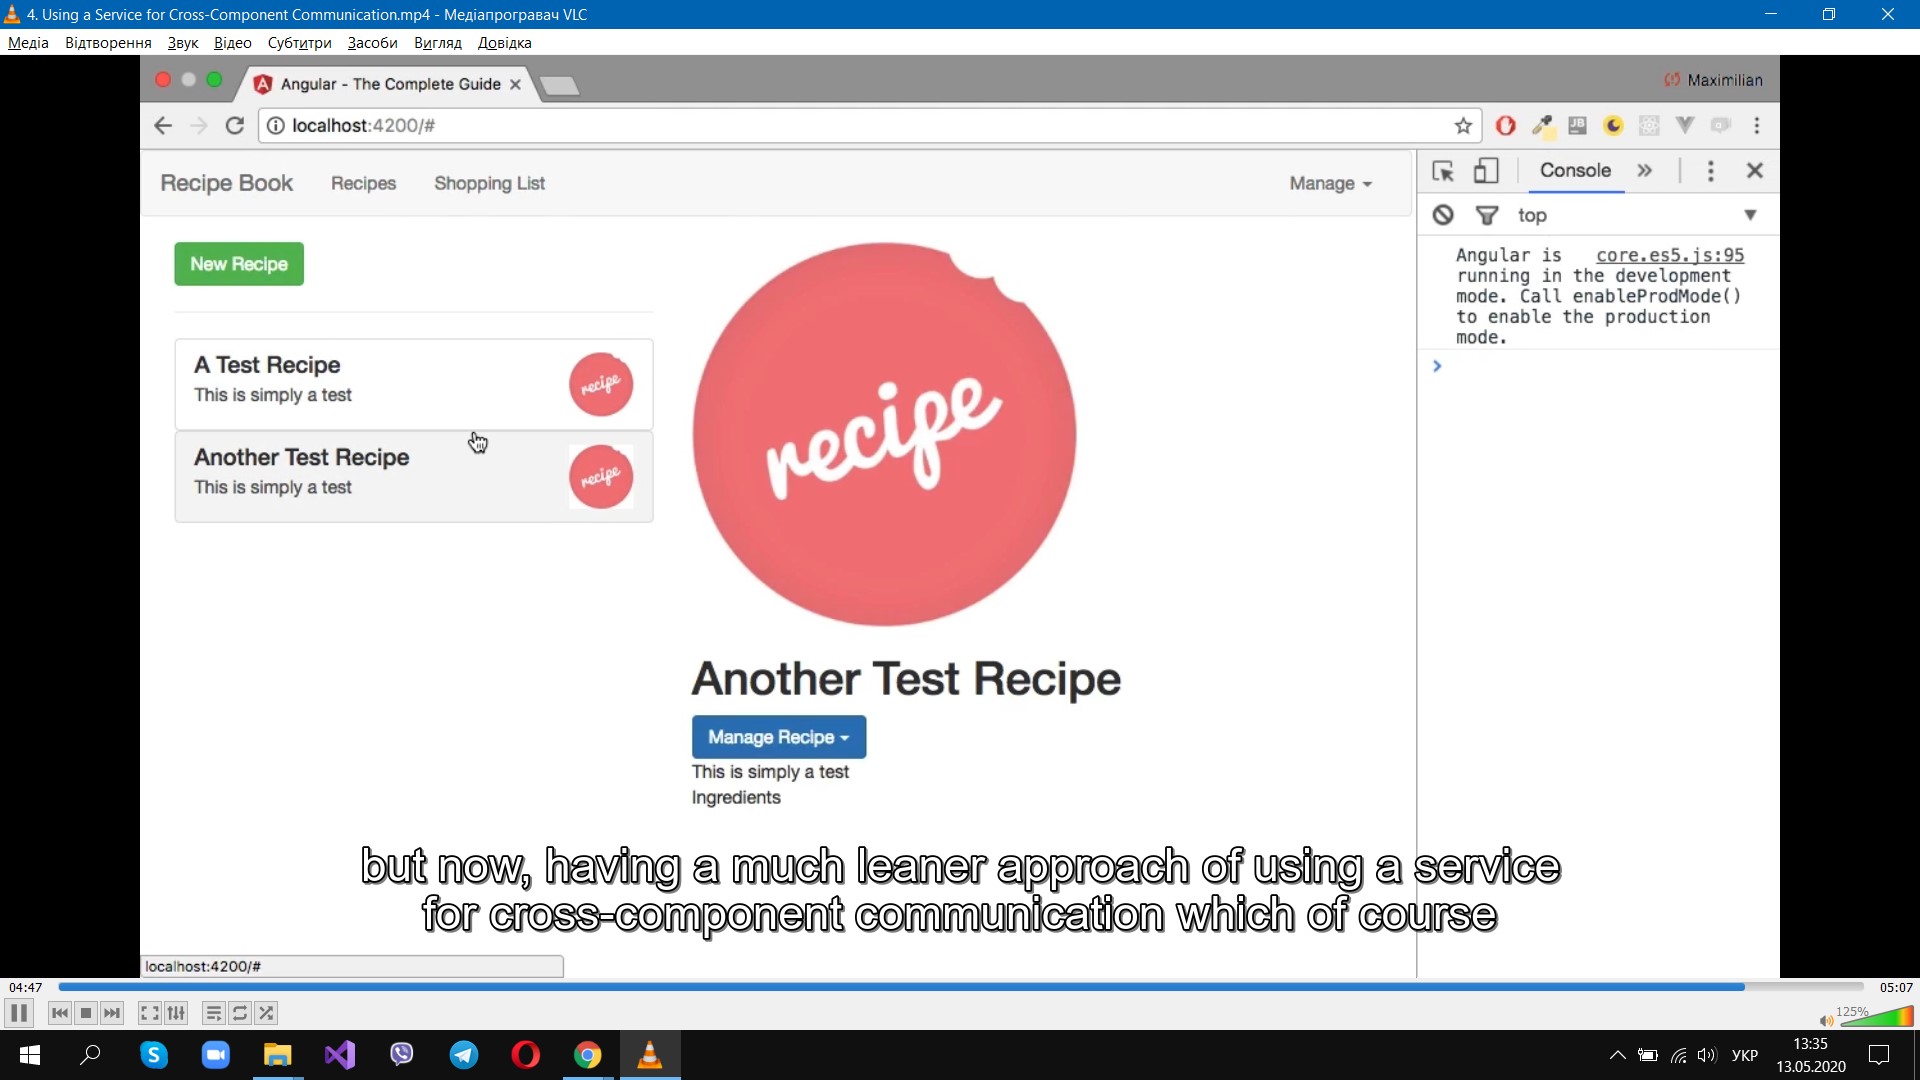 4. Using a Service for Cross-Component Communication.mp4 - Медіапрогравач VLC
Медіа Відтворення Звук Відео Субтитри Засоби Вигляд Довідка
Angular - The Complete Guide
Maximilian
localhost:4200/#
JB
Recipe Book Recipes Shopping List Manage
Console
top
New Recipe
Angular is core.es5.js:95
running in the development
mode. Call enableProdMode()
to enable the production
mode.
A Test Recipe
This is simply a test
recipe
Another Test Recipe
This is simply a test
recipe
recipe
Another Test Recipe
Manage Recipe
This is simply a test
Ingredients
but now, having a much leaner approach of using a service
for cross-component communication which of course
localhost:4200/#
04:47 05:07
125%
УКР
13:35
13.05.2020